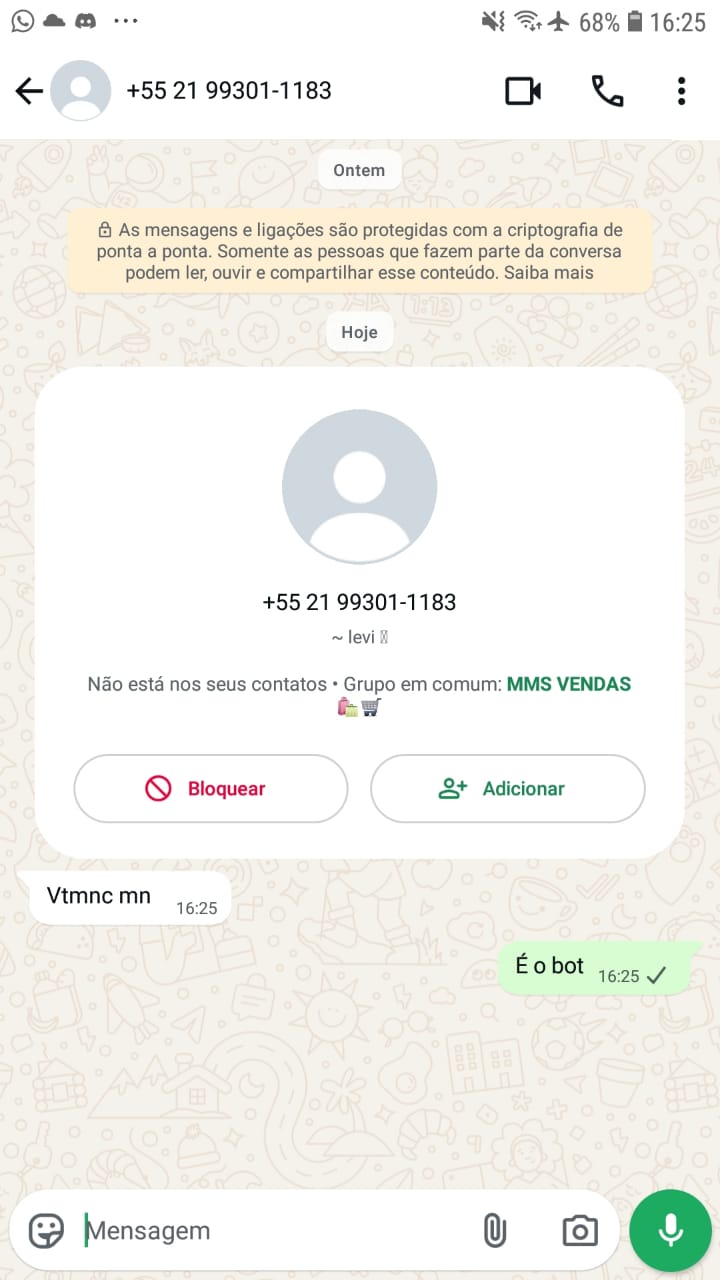 68% 16:25
+55 21 99301-1183
Ontem
As mensagens e ligações são protegidas com a criptografia de
ponta a ponta. Somente as pessoas que fazem parte da conversa
podem ler, ouvir e compartilhar esse conteúdo. Saiba mais
Hoje
+55 21 99301-1183
~ levi
Não está nos seus contatos • Grupo em comum: MMS VENDAS
🛍️🛒
Bloquear
Adicionar
Vtmnc mn 16:25
É o bot 16:25
Mensagem